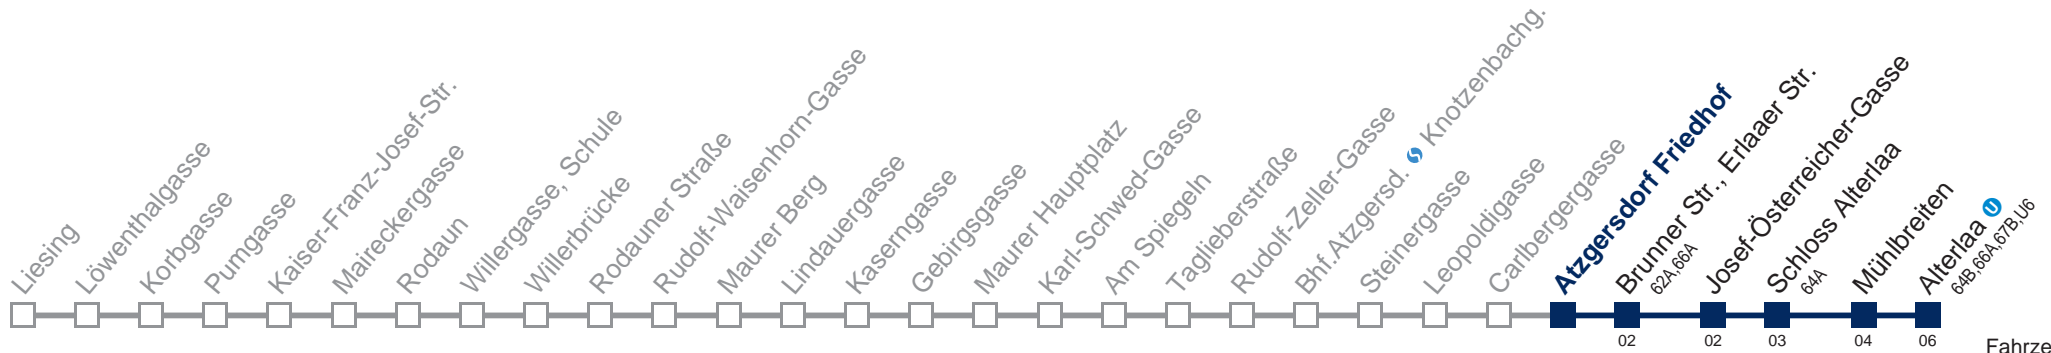 Liesing
Löwenthalgasse
Korbgasse
Pumgasse
Kaiser-Franz-Josef-Str.
Maireckergasse
Rodaun
Willergasse, Schule
Willerbrücke
Rodauner Straße
Rudolf-Waisenhorn-Gasse
Maurer Berg
Lindauergasse
Kaserngasse
Gebirgsgasse
Maurer Hauptplatz
Karl-Schwed-Gasse
Am Spiegeln
Taglieberstraße
Rudolf-Zeller-Gasse
Bhf.Atzgersd. S Knotzenbachg.
Steinergasse
Leopoldigasse
Carlbergergasse
Atzgersdorf Friedhof
Brunner Str., Erlaaer Str.
62A,66A
Josef-Österreicher-Gasse
Schloss Alterlaa
64A
Mühlbreiten
Alterlaa U
64B,66A,67B,U6
02 02 03 04 06
Fahrze